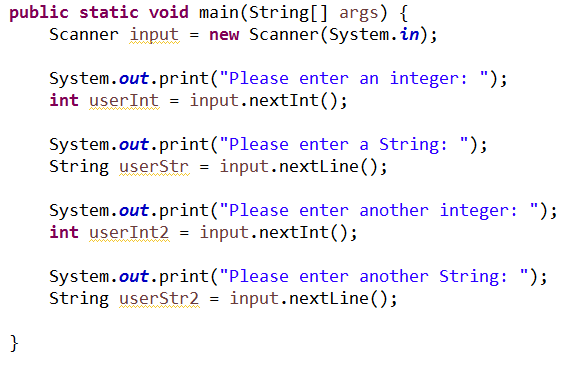 public static void main(String[] args) {
    Scanner input = new Scanner(System.in);

    System.out.print("Please enter an integer: ");
    int userInt = input.nextInt();

    System.out.print("Please enter a String: ");
    String userStr = input.nextLine();

    System.out.print("Please enter another integer: ");
    int userInt2 = input.nextInt();

    System.out.print("Please enter another String: ");
    String userStr2 = input.nextLine();

}